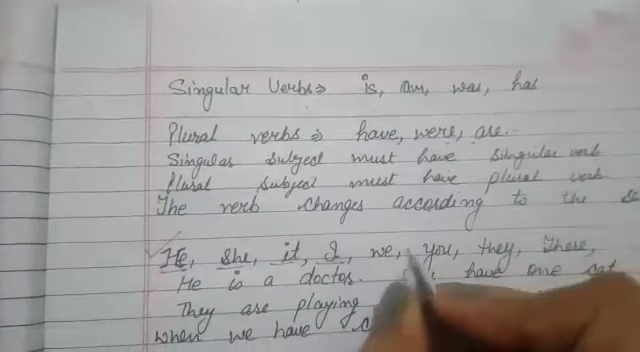 Singular Verbs⇒ is, am, was, has
Plural verbs⇒ have, were, are.
Singular subject must have singular verb
Plural subject must have plural verb
The verb changes according to the
He, she, it, I, we, you, they, These,
He is a doctor. have one cat
They are playing
when we have